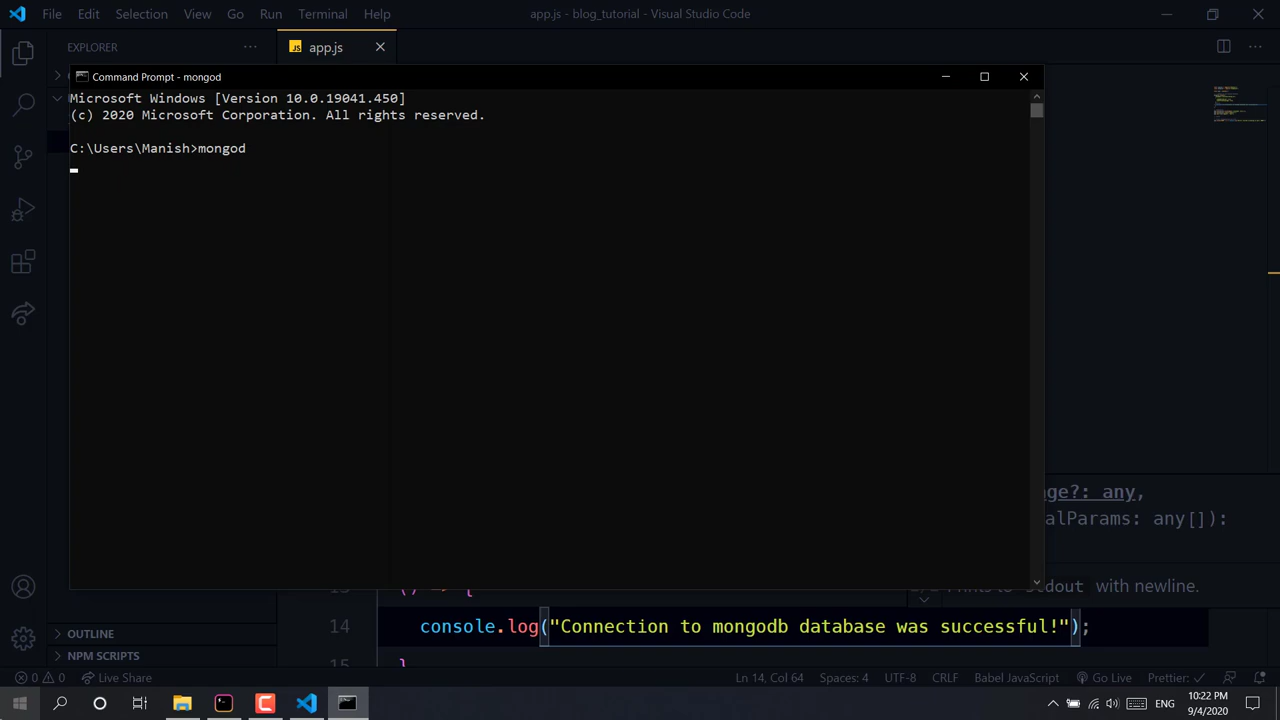 File Edit Selection View Go Run Terminal Help
app.js - blog_tutorial - Visual Studio Code
EXPLORER
JS app.js
Command Prompt - mongod
Microsoft Windows [Version 10.0.19041.450]
(c) 2020 Microsoft Corporation. All rights reserved.
C:\Users\Manish>mongod
age?: any,
alParams: any[]):
stdout with newline.
() => {
14 console.log("Connection to mongodb database was successful!");
15 }
OUTLINE
NPM SCRIPTS
0 0 Live Share
Ln 14, Col 64 Spaces: 4 UTF-8 CRLF Babel JavaScript Go Live Prettier: ✓
ENG
10:22 PM
9/4/2020